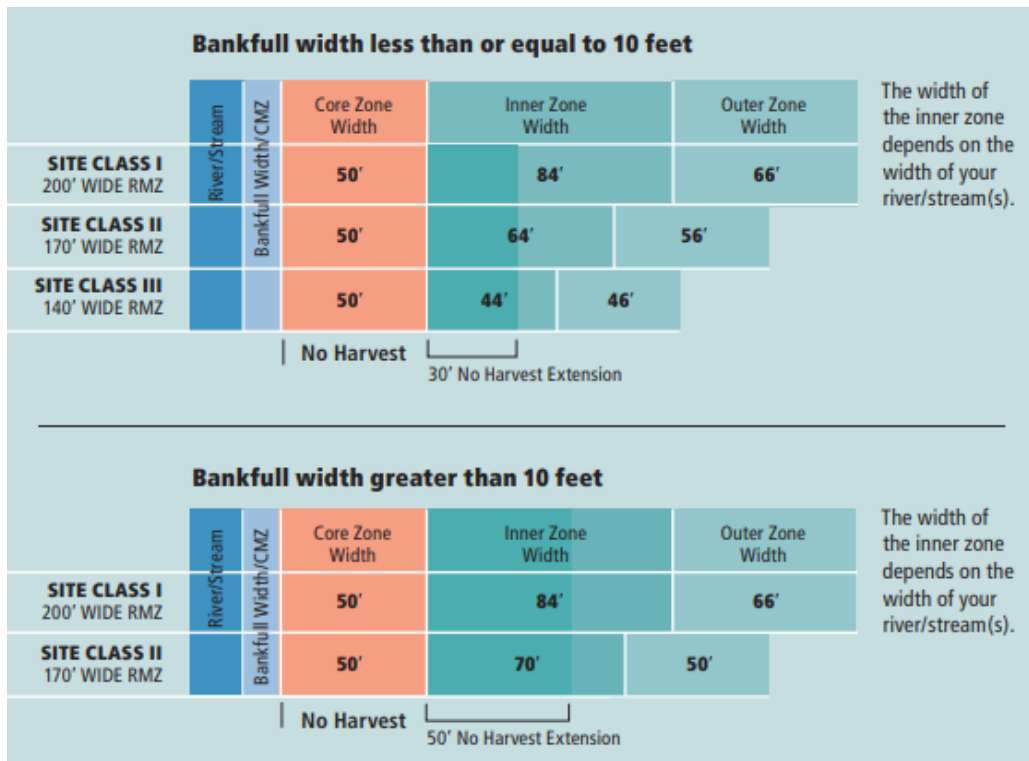 Bankfull width less than or equal to 10 feet
River/Stream
Bankfull Width/CMZ
Core Zone
Width
Inner Zone
Width
Outer Zone
Width
The width of
the inner zone
depends on the
width of your
river/stream(s).
SITE CLASS I
200′ WIDE RMZ
50′
84′
66′
SITE CLASS II
170′ WIDE RMZ
50′
64′
56′
SITE CLASS III
140′ WIDE RMZ
50′
44′
46′
No Harvest
30′ No Harvest Extension
Bankfull width greater than 10 feet
River/Stream
Bankfull Width/CMZ
Core Zone
Width
Inner Zone
Width
Outer Zone
Width
The width of
the inner zone
depends on the
width of your
river/stream(s).
SITE CLASS I
200′ WIDE RMZ
50′
84′
66′
SITE CLASS II
170′ WIDE RMZ
50′
70′
50′
No Harvest
50′ No Harvest Extension